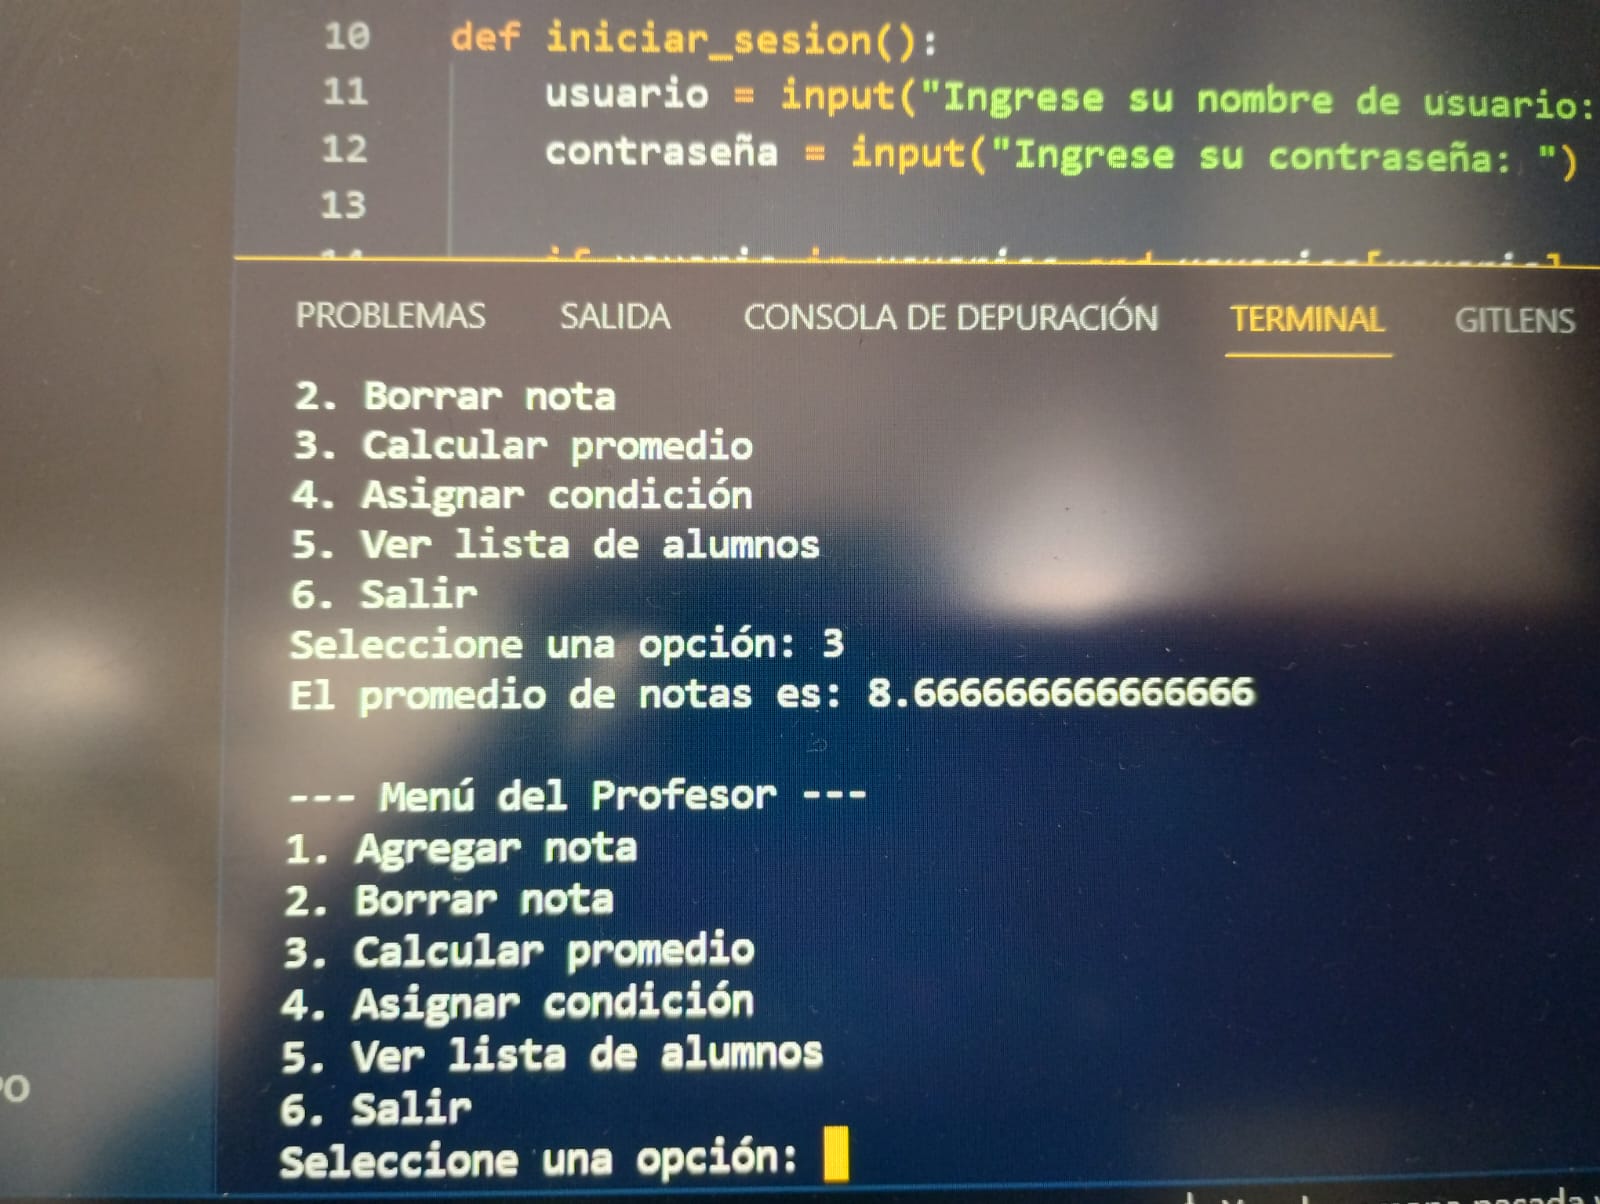 10 def iniciar_sesion():
11 usuario = input("Ingrese su nombre de usuario:
12 contraseña = input("Ingrese su contraseña: ")
13
PROBLEMAS SALIDA CONSOLA DE DEPURACIÓN TERMINAL GITLENS
2. Borrar nota
3. Calcular promedio
4. Asignar condición
5. Ver lista de alumnos
6. Salir
Seleccione una opción: 3
El promedio de notas es: 8.666666666666666
--- Menú del Profesor ---
1. Agregar nota
2. Borrar nota
3. Calcular promedio
4. Asignar condición
5. Ver lista de alumnos
6. Salir
Seleccione una opción: